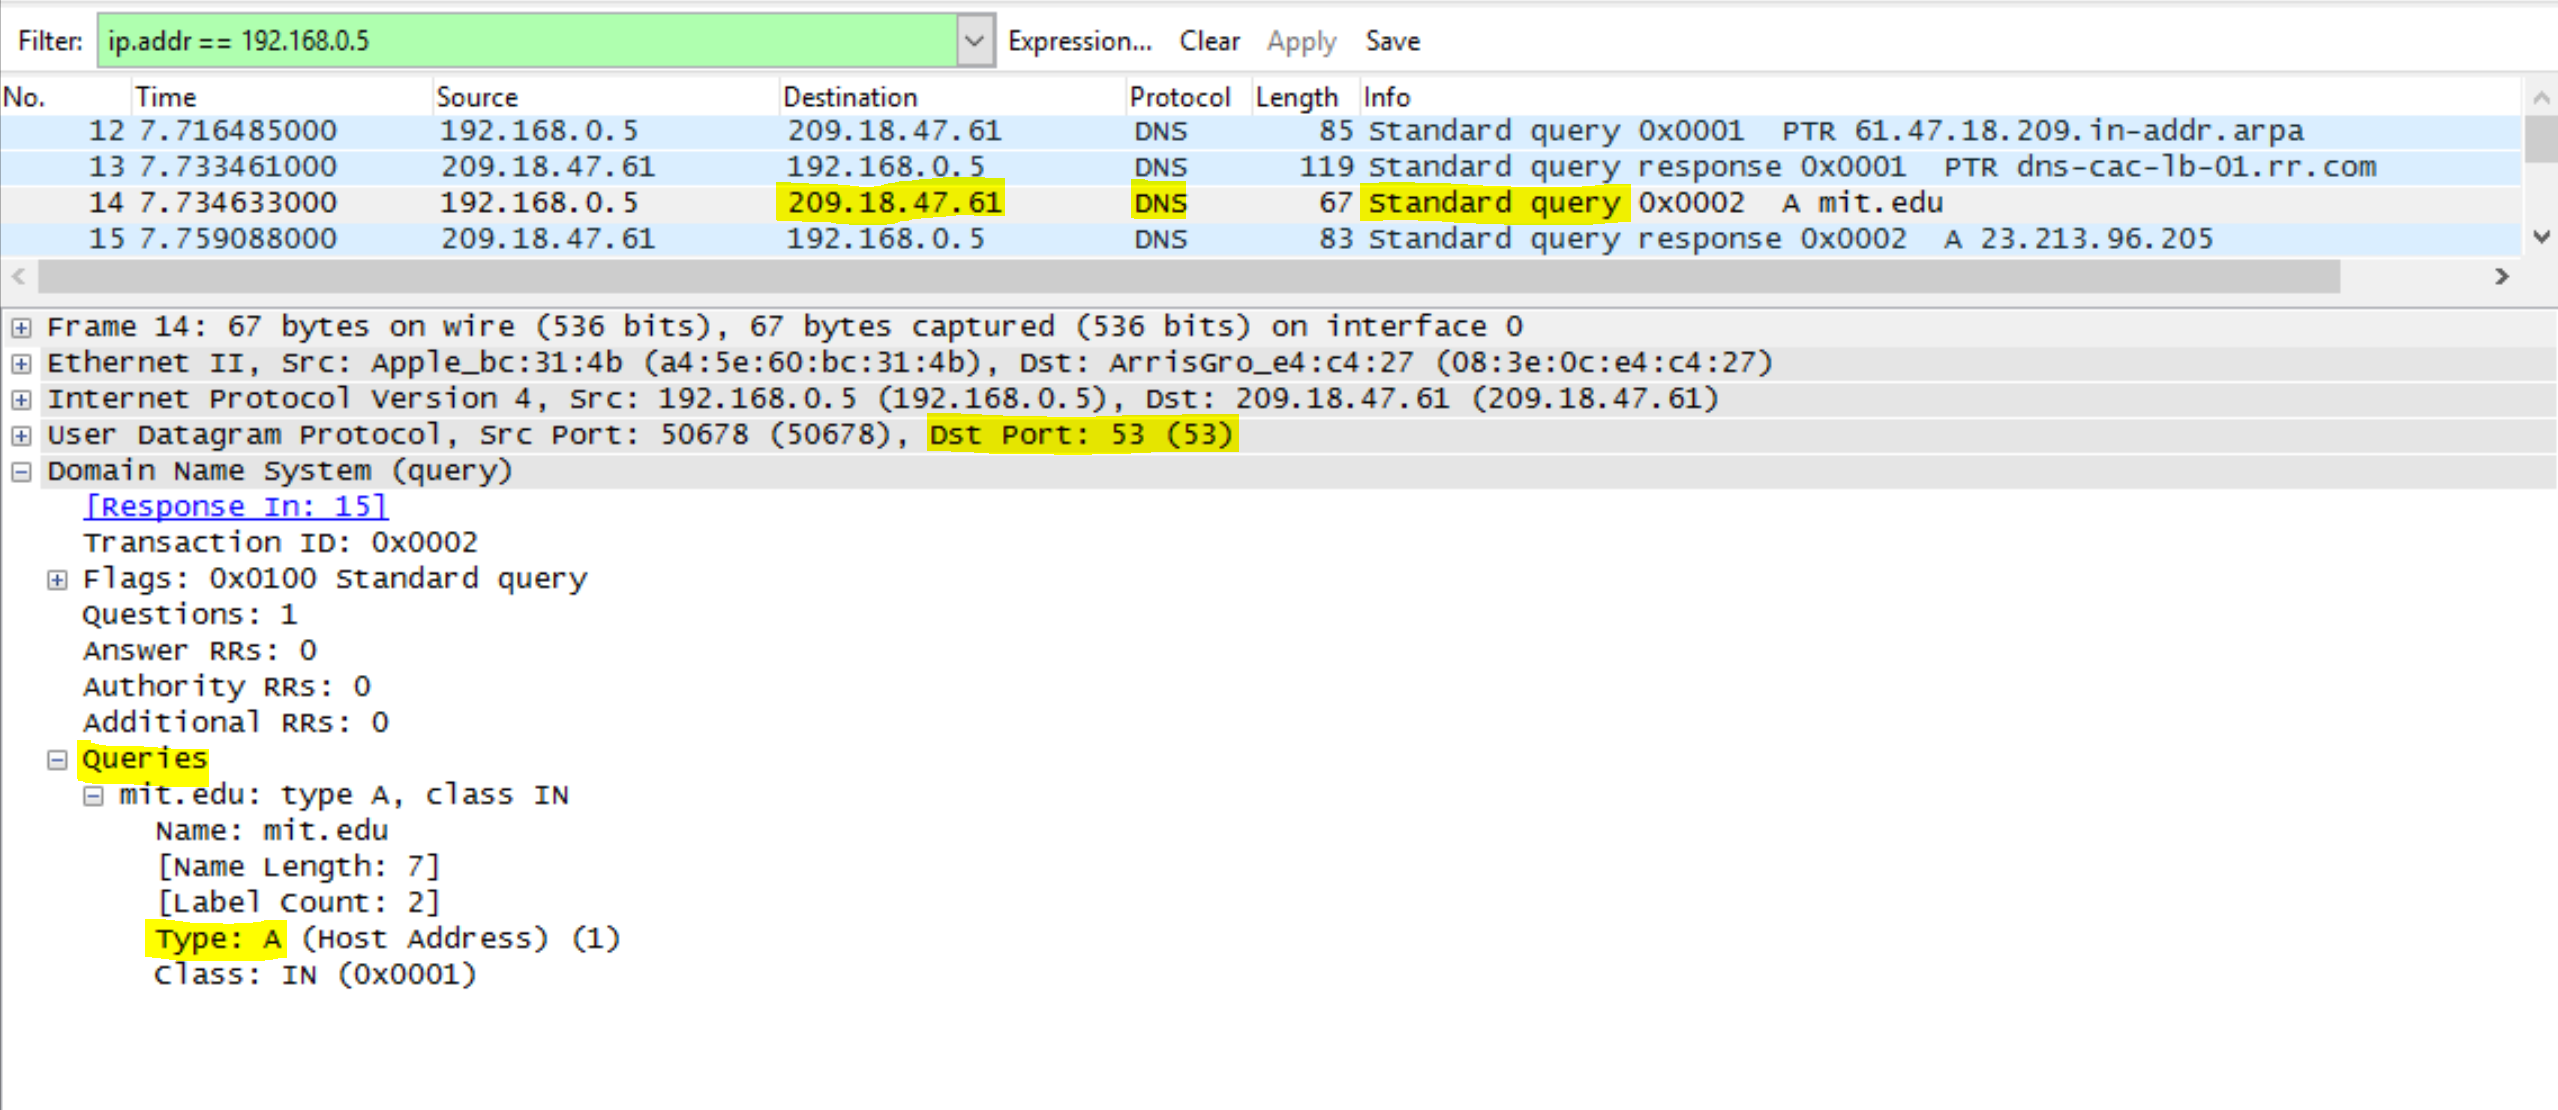 Filter: ip.addr == 192.168.0.5 Expression... Clear Apply Save
No. Time Source Destination Protocol Length Info
12 7.716485000 192.168.0.5 209.18.47.61 DNS 85 Standard query 0x0001 PTR 61.47.18.209.in-addr.arpa
13 7.733461000 209.18.47.61 192.168.0.5 DNS 119 Standard query response 0x0001 PTR dns-cac-lb-01.rr.com
14 7.734633000 192.168.0.5 209.18.47.61 DNS 67 Standard query 0x0002 A mit.edu
15 7.759088000 209.18.47.61 192.168.0.5 DNS 83 Standard query response 0x0002 A 23.213.96.205
Frame 14: 67 bytes on wire (536 bits), 67 bytes captured (536 bits) on interface 0
Ethernet II, Src: Apple_bc:31:4b (a4:5e:60:bc:31:4b), Dst: ArrisGro_e4:c4:27 (08:3e:0c:e4:c4:27)
Internet Protocol Version 4, Src: 192.168.0.5 (192.168.0.5), Dst: 209.18.47.61 (209.18.47.61)
User Datagram Protocol, Src Port: 50678 (50678), Dst Port: 53 (53)
Domain Name System (query)
[Response In: 15]
Transaction ID: 0x0002
Flags: 0x0100 Standard query
Questions: 1
Answer RRs: 0
Authority RRs: 0
Additional RRs: 0
Queries
mit.edu: type A, class IN
Name: mit.edu
[Name Length: 7]
[Label Count: 2]
Type: A (Host Address) (1)
Class: IN (0x0001)